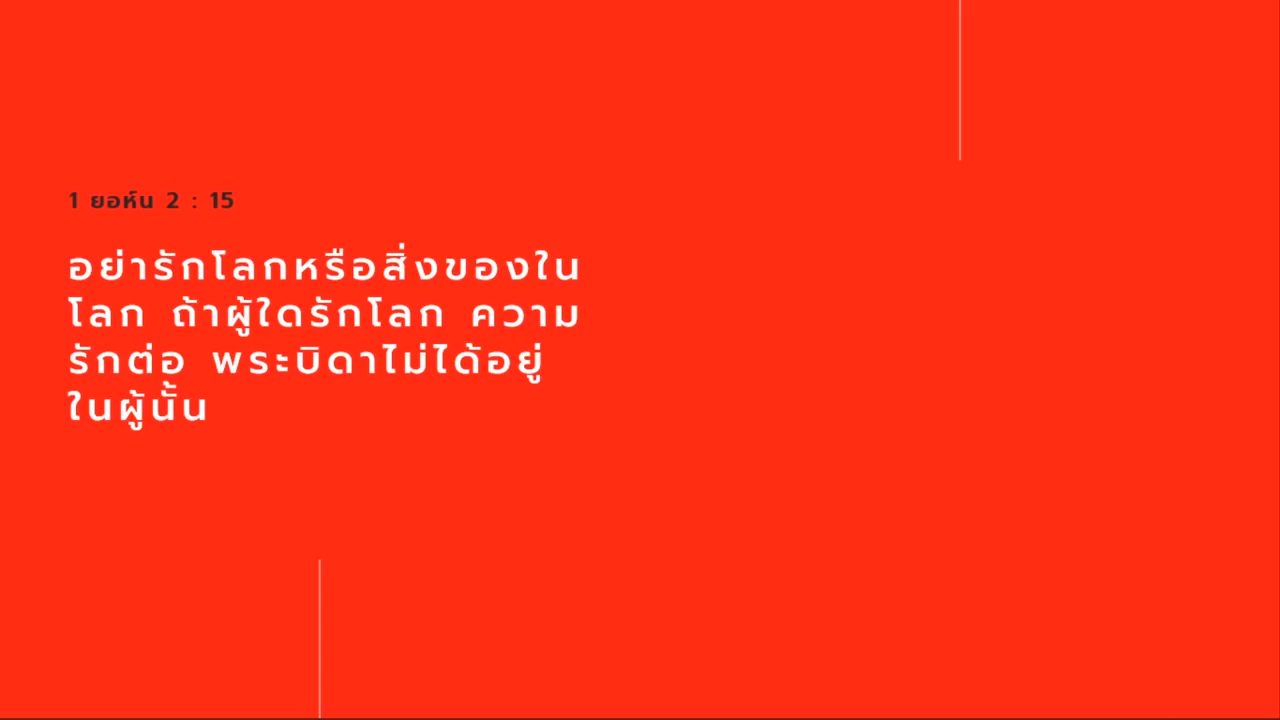 1 ยอห์น 2 : 15
อย่ารักโลกหรือสิ่งของใน
โลก ถ้าผู้ใดรักโลก ความ
รักต่อ พระบิดาไม่ได้อยู่
ในผู้นั้น